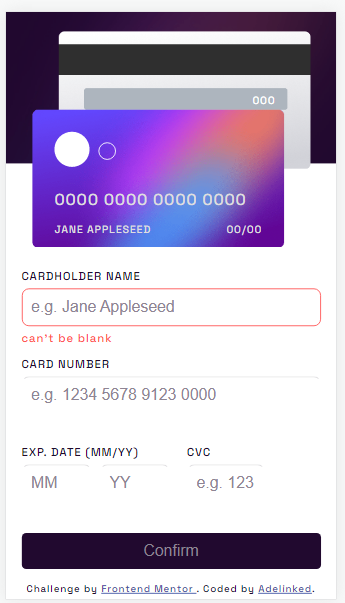 000
0000 0000 0000 0000
JANE APPLESEED 00/00
CARDHOLDER NAME
e.g. Jane Appleseed
can't be blank
CARD NUMBER
e.g. 1234 5678 9123 0000
EXP. DATE (MM/YY) CVC
MM YY e.g. 123
Confirm
Challenge by Frontend Mentor . Coded by Adelinked.